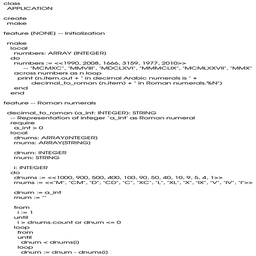 class
APPLICATION
create
make
feature {NONE} -- Initialization
make
local
numbers: ARRAY [INTEGER]
do
numbers := <<1990, 2008, 1666, 3159, 1977, 2010>>
-- "MCMXC", "MMVIII", "MDCLXVI", "MMMCLIX", "MCMLXXVII", "MMX"
across numbers as n loop
print (n.item.out + " in decimal Arabic numerals is " +
decimal_to_roman (n.item) + " in Roman numerals.%N")
end
end
feature -- Roman numerals
decimal_to_roman (a_int: INTEGER): STRING
-- Representation of integer `a_int' as Roman numeral
require
a_int > 0
local
dnums: ARRAY[INTEGER]
rnums: ARRAY[STRING]
dnum: INTEGER
rnum: STRING
i: INTEGER
do
dnums := <<1000, 900, 500, 400, 100, 90, 50, 40, 10, 9, 5, 4, 1>>
rnums := <<"M", "CM", "D", "CD", "C", "XC", "L", "XL", "X", "IX", "V", "IV", "I">>
dnum := a_int
rnum := ""
from
i := 1
until
i > dnums.count or dnum <= 0
loop
from
until
dnum < dnums[i]
loop
dnum := dnum - dnums[i]